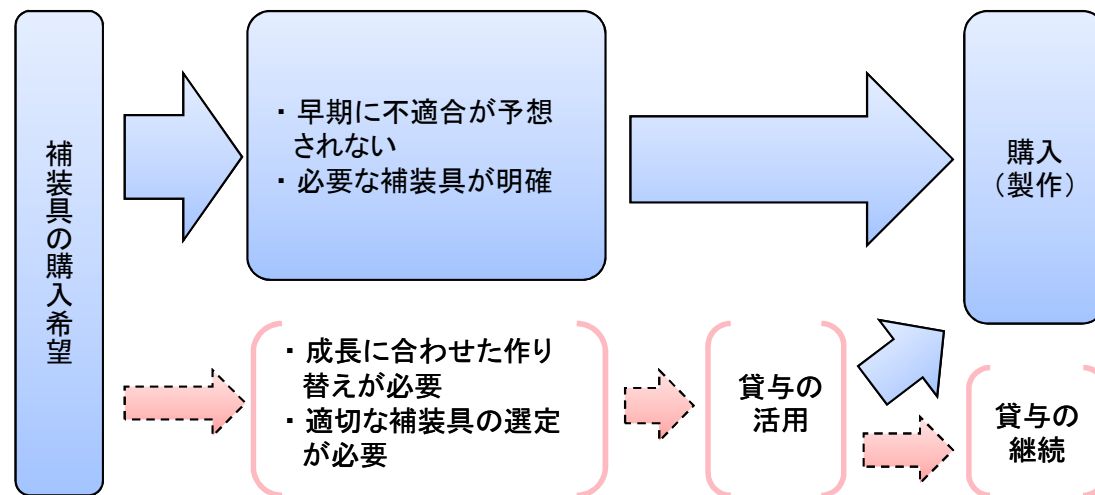 補装具の購入希望
・ 早期に不適合が予想
されない
・ 必要な補装具が明確
購入
（製作）
・ 成長に合わせた作り
替えが必要
・ 適切な補装具の選定
が必要
貸与の
活用
貸与の
継続